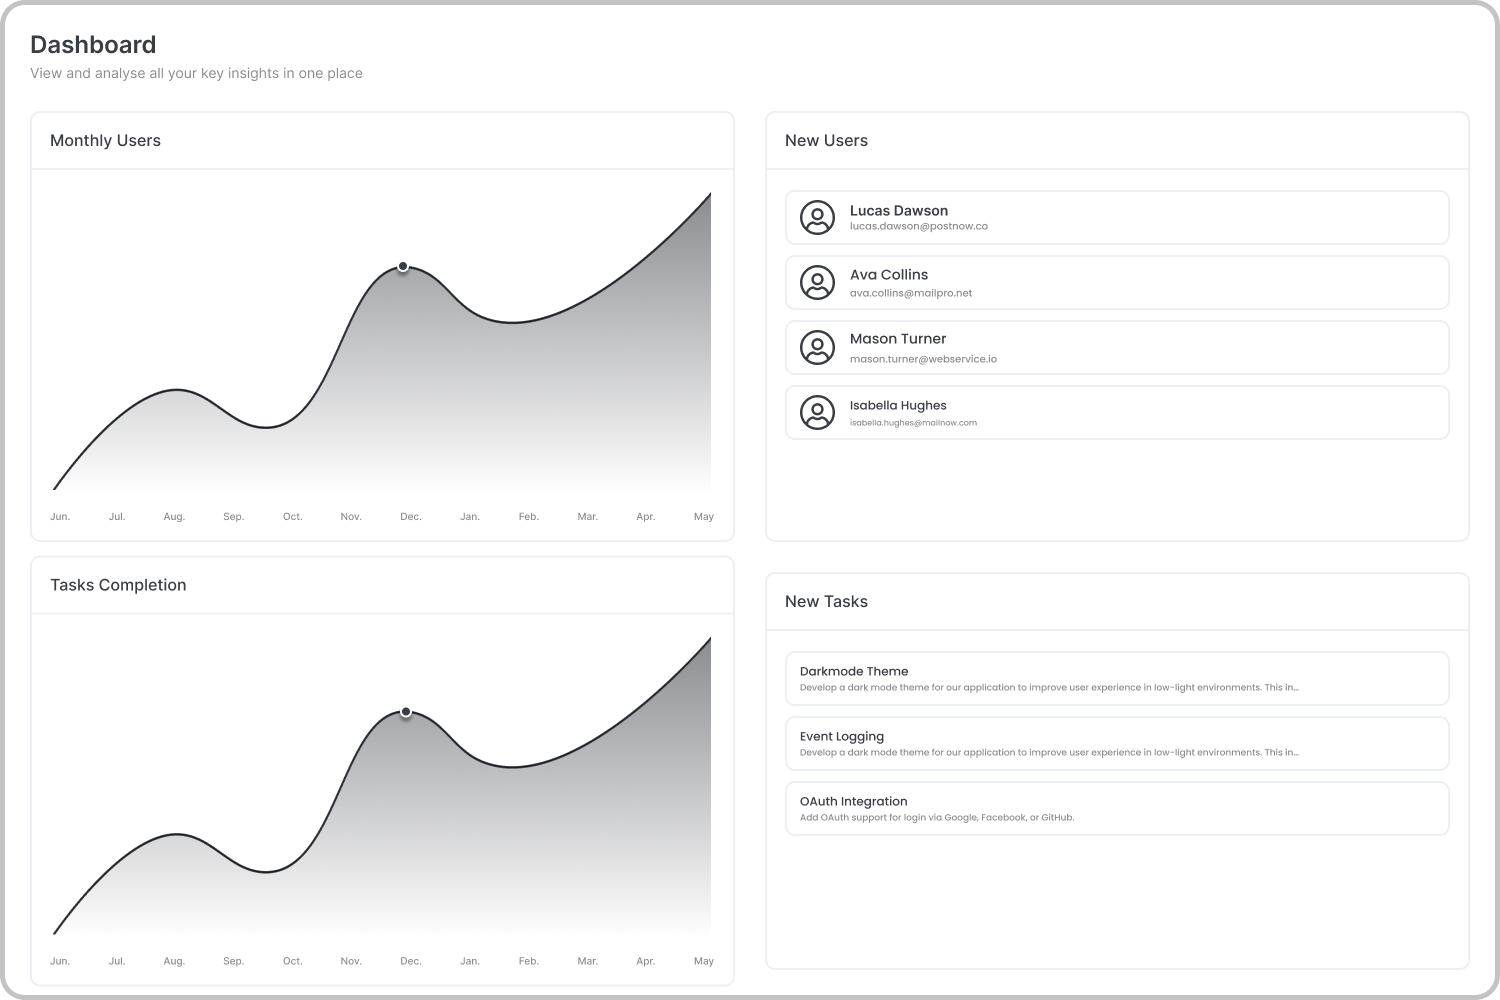 Dashboard
View and analyse all your key insights in one place
Monthly Users
Jun. Jul. Aug. Sep. Oct. Nov. Dec. Jan. Feb. Mar. Apr. May
New Users
Lucas Dawson
lucas.dawson@postnow.co
Ava Collins
ava.collins@mailpro.net
Mason Turner
mason.turner@webservice.io
Isabella Hughes
isabella.hughes@mailnow.com
Tasks Completion
Jun. Jul. Aug. Sep. Oct. Nov. Dec. Jan. Feb. Mar. Apr. May
New Tasks
Darkmode Theme
Develop a dark mode theme for our application to improve user experience in low-light environments. This in...
Event Logging
Develop a dark mode theme for our application to improve user experience in low-light environments. This in...
OAuth Integration
Add OAuth support for login via Google, Facebook, or GitHub.